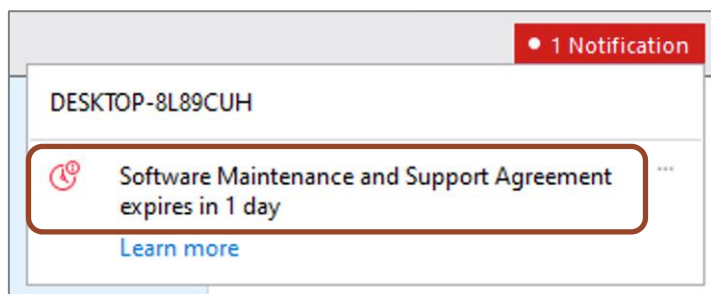 1 Notification
DESKTOP-8L89CUH
Software Maintenance and Support Agreement
expires in 1 day
Learn more